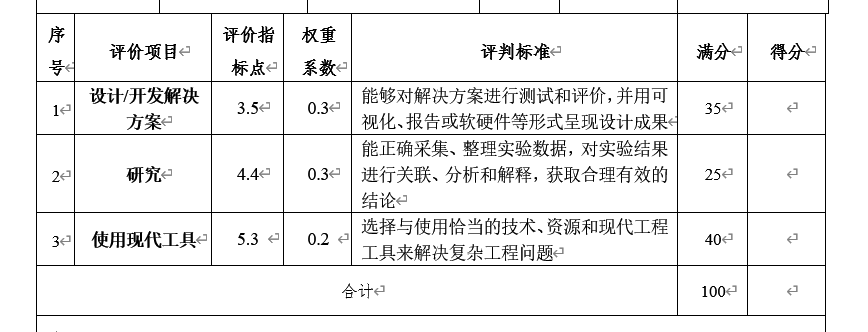 序号 评价项目 评价指标点 权重系数 评判标准 满分 得分
1 设计/开发解决方案 3.5 0.3 能够对解决方案进行测试和评价，并用可视化、报告或软硬件等形式呈现设计成果 35
2 研究 4.4 0.3 能正确采集、整理实验数据，对实验结果进行关联、分析和解释，获取合理有效的结论 25
3 使用现代工具 5.3 0.2 选择与使用恰当的技术、资源和现代工程工具来解决复杂工程问题 40
合计 100